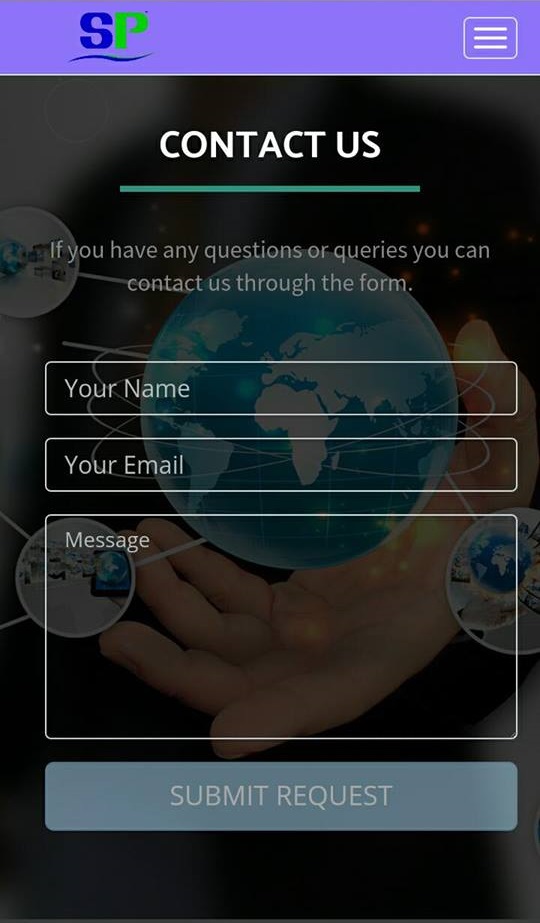 SP
CONTACT US
If you have any questions or queries you can
contact us through the form.
Your Name
Your Email
Message
SUBMIT REQUEST